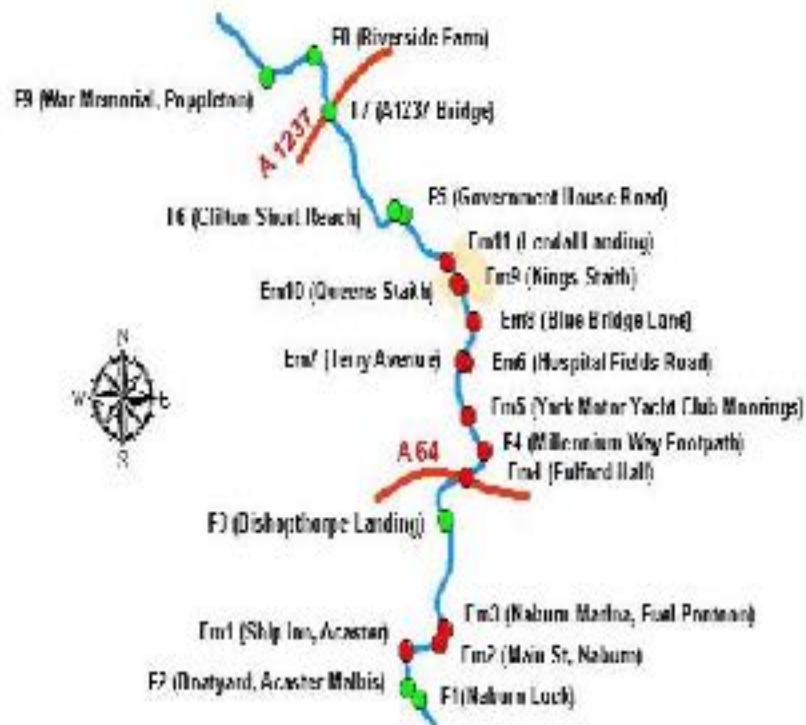 F8 (Riverside Farm)
F9 (War Memorial, Poppleton)
F7 (A1237 Bridge)
A 1237
F5 (Government House Road)
F6 (Clifton Short Reach)
Em11 (Lendal Landing)
Em9 (Kings Staith)
Em10 (Queens Staith)
Em8 (Blue Bridge Lane)
Em7 (Terry Avenue)
Em6 (Hospital Fields Road)
N
W
E
S
Em5 (York Motor Yacht Club Moorings)
F4 (Millennium Way Footpath)
A 64
Em4 (Fulford Hall)
F3 (Bishopthorpe Landing)
Em3 (Naburn Marina, Fuel Pontoon)
Em1 (Ship Inn, Acaster)
Em2 (Main St, Naburn)
F2 (Boatyard, Acaster Malbis)
F1(Naburn Lock)